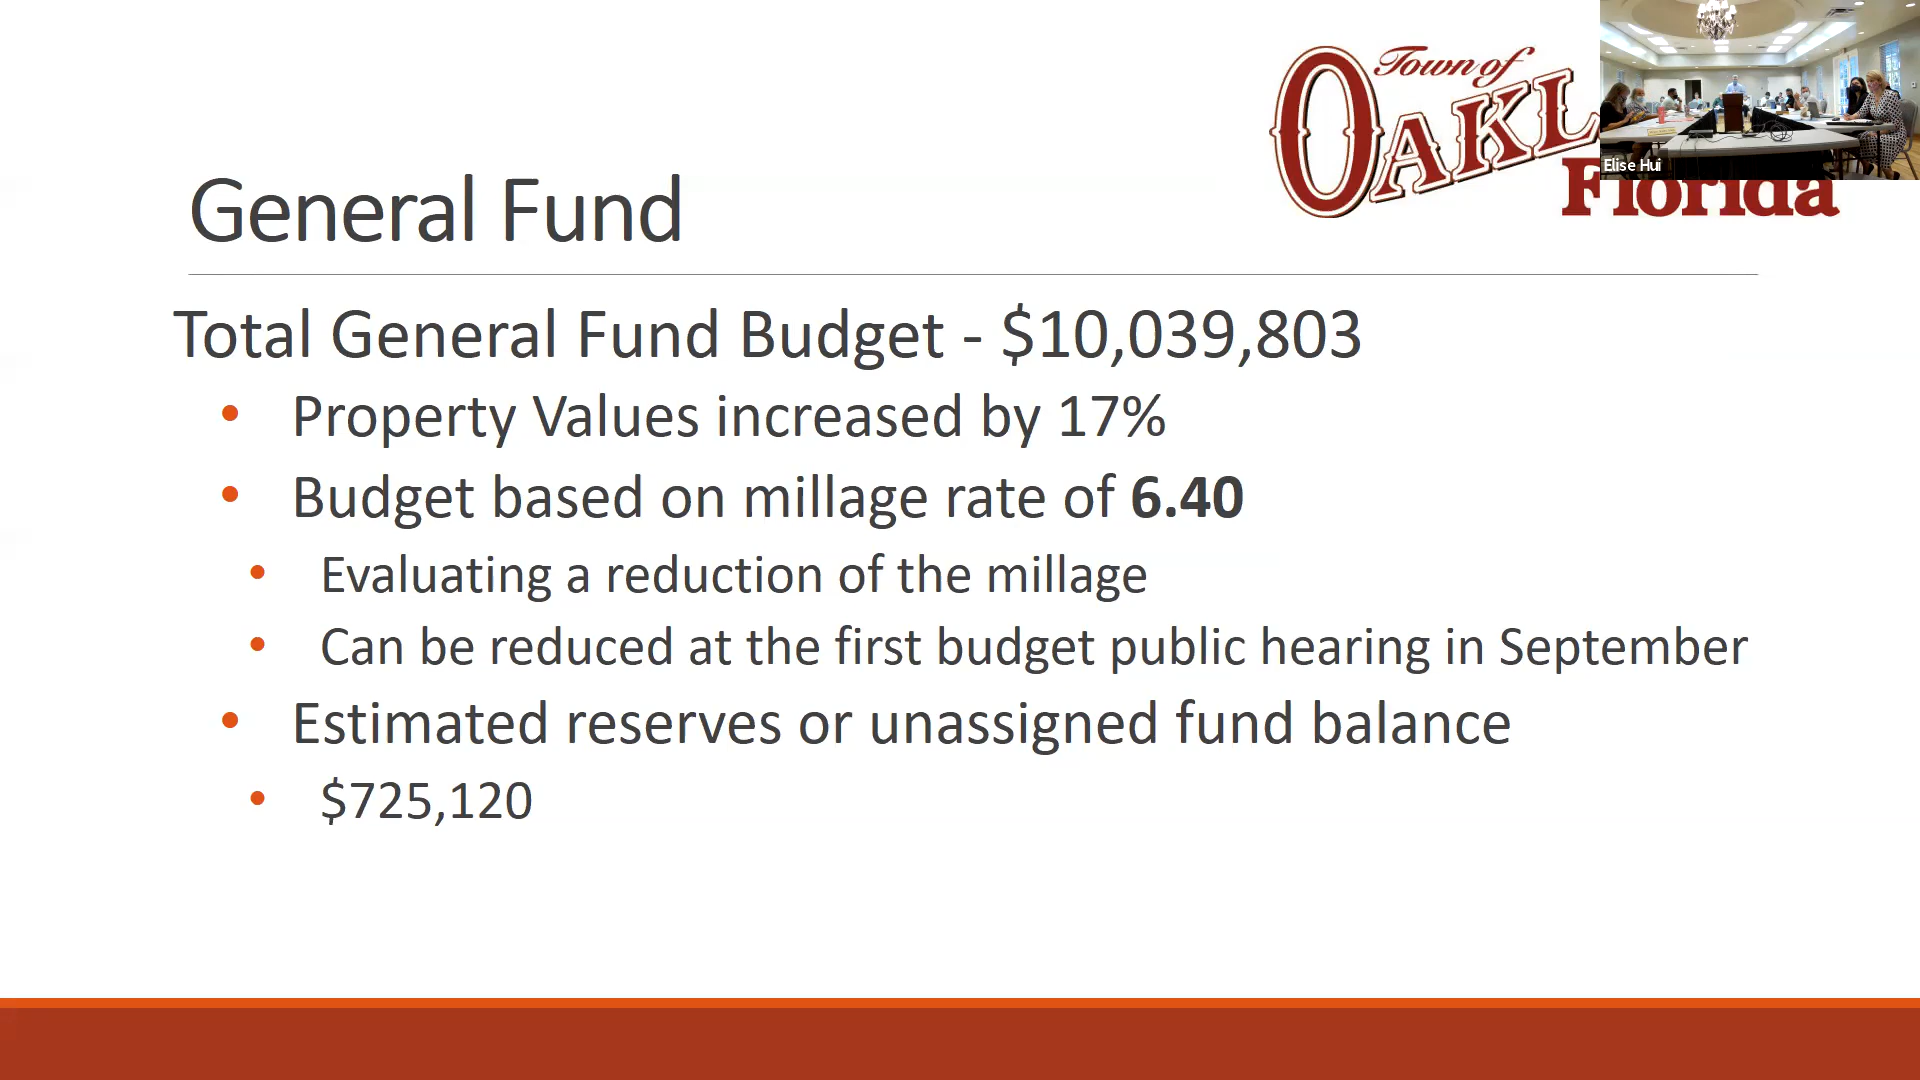 Town of
OAKL
Florida
Elise Hui
General Fund
Total General Fund Budget - $10,039,803
• Property Values increased by 17%
• Budget based on millage rate of 6.40
• Evaluating a reduction of the millage
• Can be reduced at the first budget public hearing in September
• Estimated reserves or unassigned fund balance
• $725,120